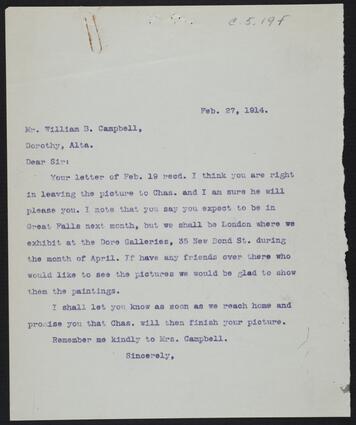 C.5.19f
Feb. 27, 1914.
Mr. William B. Campbell,
Dorothy, Alta.
Dear Sir:
Your letter of Feb. 19 recd. I think you are right
in leaving the picture to Chas. and I am sure he will
please you. I note that you say you expect to be in
Great Falls next month, but we shall be London where we
exhibit at the Dore Galleries, 35 New Bond St. during
the month of April. If have any friends over there who
would like to see the pictures we would be glad to show
them the paintings.
I shall let you know as soon as we reach home and
promise you that Chas. will then finish your picture.
Remember me kindly to Mrs. Campbell.
Sincerely,